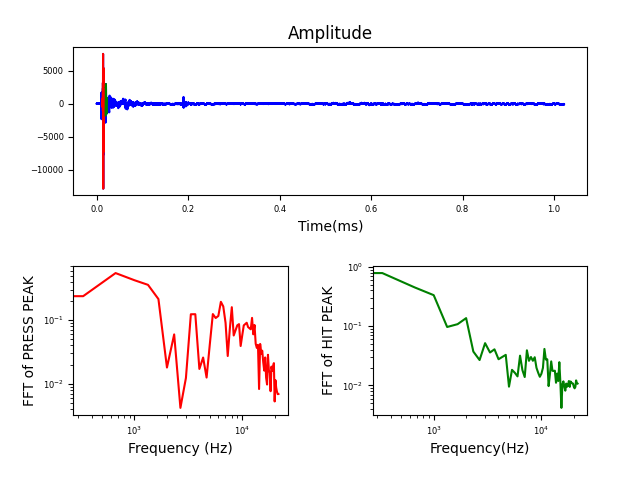 Amplitude
5000
0
−5000
−10000
0.0 0.2 0.4 0.6 0.8 1.0
Time(ms)
FFT of PRESS PEAK
10⁻¹
10⁻²
10³ 10⁴
Frequency (Hz)
FFT of HIT PEAK
10⁰
10⁻¹
10⁻²
10³ 10⁴
Frequency(Hz)